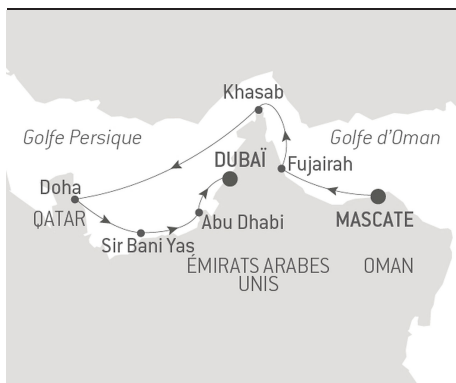 Khasab
Golfe Persique
Golfe d'Oman
DUBAÏ
Fujairah
Doha
QATAR
Abu Dhabi
MASCATE
Sir Bani Yas
ÉMIRATS ARABES
UNIS
OMAN